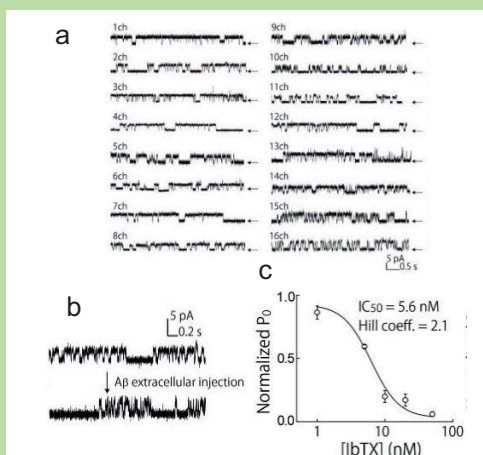 a
1ch
2ch
3ch
4ch
5ch
6ch
7ch
8ch
9ch
10ch
11ch
12ch
13ch
14ch
15ch
16ch
5 pA
0.5 s
b
5 pA
0.2 s
Aβ extracellular injection
c
IC50 = 5.6 nM
Hill coeff. = 2.1
Normalized P0
1.0
0.5
0.0
1
10
100
[IbTX] (nM)